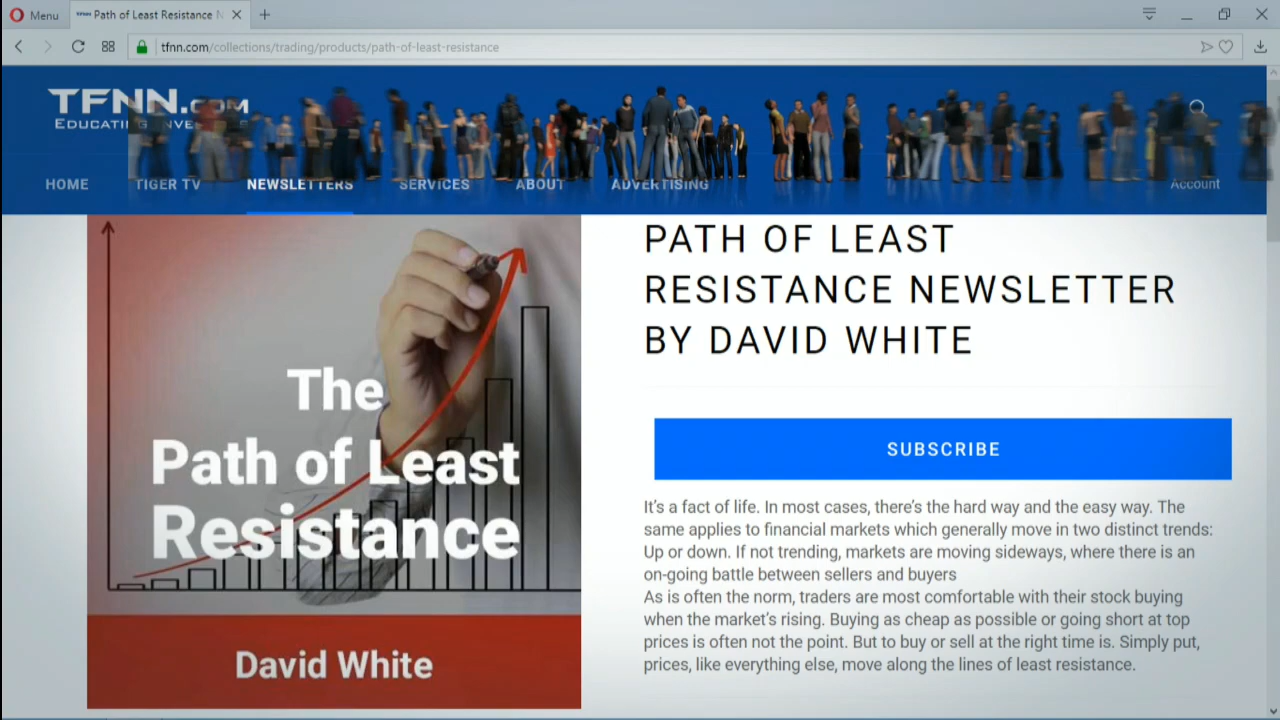 Menu
Path of Least Resistance N
tfnn.com/collections/trading/products/path-of-least-resistance
TFNN.COM
HOME TIGER TV NEWSLETTERS SERVICES ABOUT ADVERTISING Account
The
Path of Least
Resistance
David White
PATH OF LEAST
RESISTANCE NEWSLETTER
BY DAVID WHITE
SUBSCRIBE
It's a fact of life. In most cases, there's the hard way and the easy way. The
same applies to financial markets which generally move in two distinct trends:
Up or down. If not trending, markets are moving sideways, where there is an
on-going battle between sellers and buyers
As is often the norm, traders are most comfortable with their stock buying
when the market's rising. Buying as cheap as possible or going short at top
prices is often not the point. But to buy or sell at the right time is. Simply put,
prices, like everything else, move along the lines of least resistance.